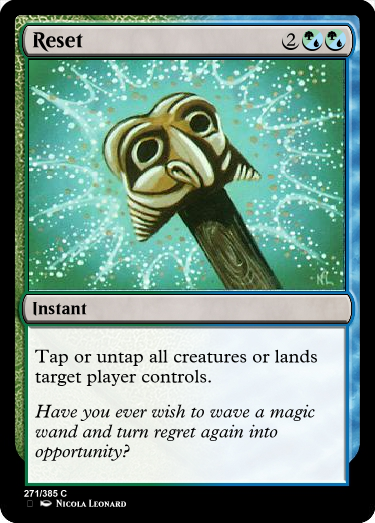 Reset 2
Instant
Tap or untap all creatures or lands
target player controls.
Have you ever wish to wave a magic
wand and turn regret again into
opportunity?
NL
271/385 C
Nicola Leonard